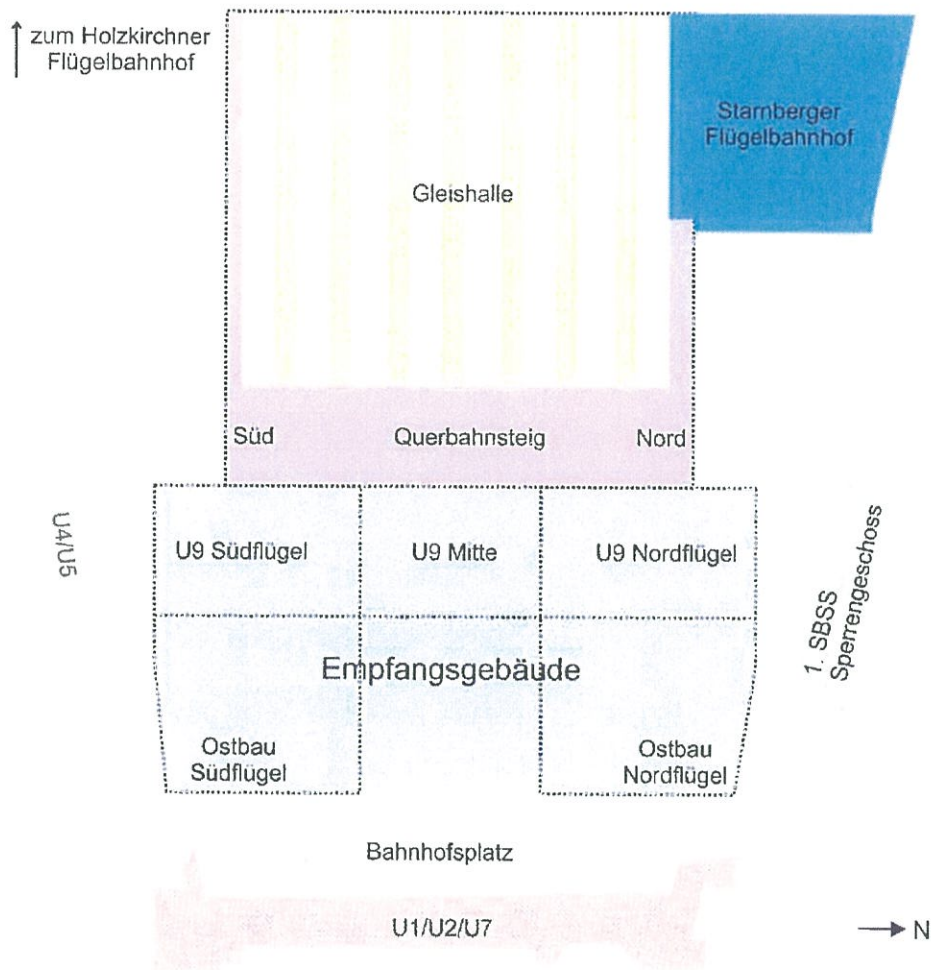 zum Holzkirchner
Flügelbahnhof
Starnberger
Flügelbahnhof
Gleishalle
Süd
Querbahnsteig
Nord
U4/U5
U9 Südflügel
U9 Mitte
U9 Nordflügel
1. SBSS
Sperrengeschoss
Empfangsgebäude
Ostbau
Südflügel
Ostbau
Nordflügel
Bahnhofsplatz
U1/U2/U7
N